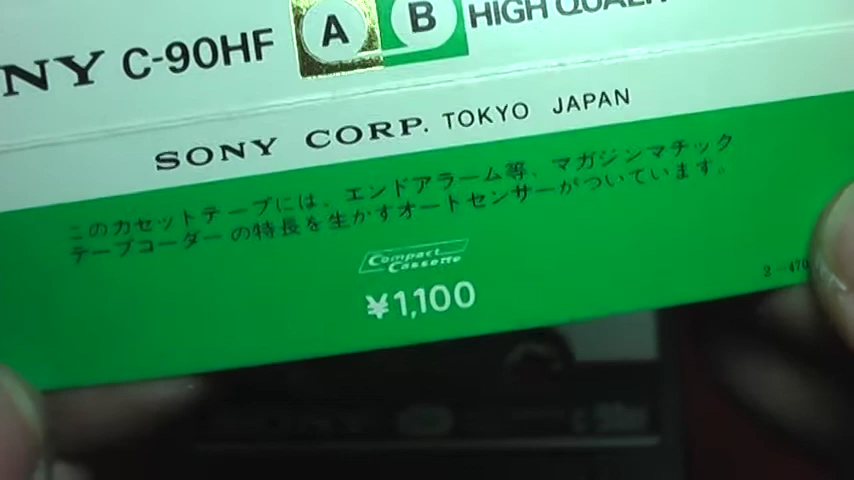 NY C-90HF A B HIGH QUALI
SONY CORP. TOKYO JAPAN
このカセットテープには、エンドアラーム等、マガジンマチック
テープコーダーの特長を生かすオートセンサーがついています。
Compact
Cassette
¥1,100